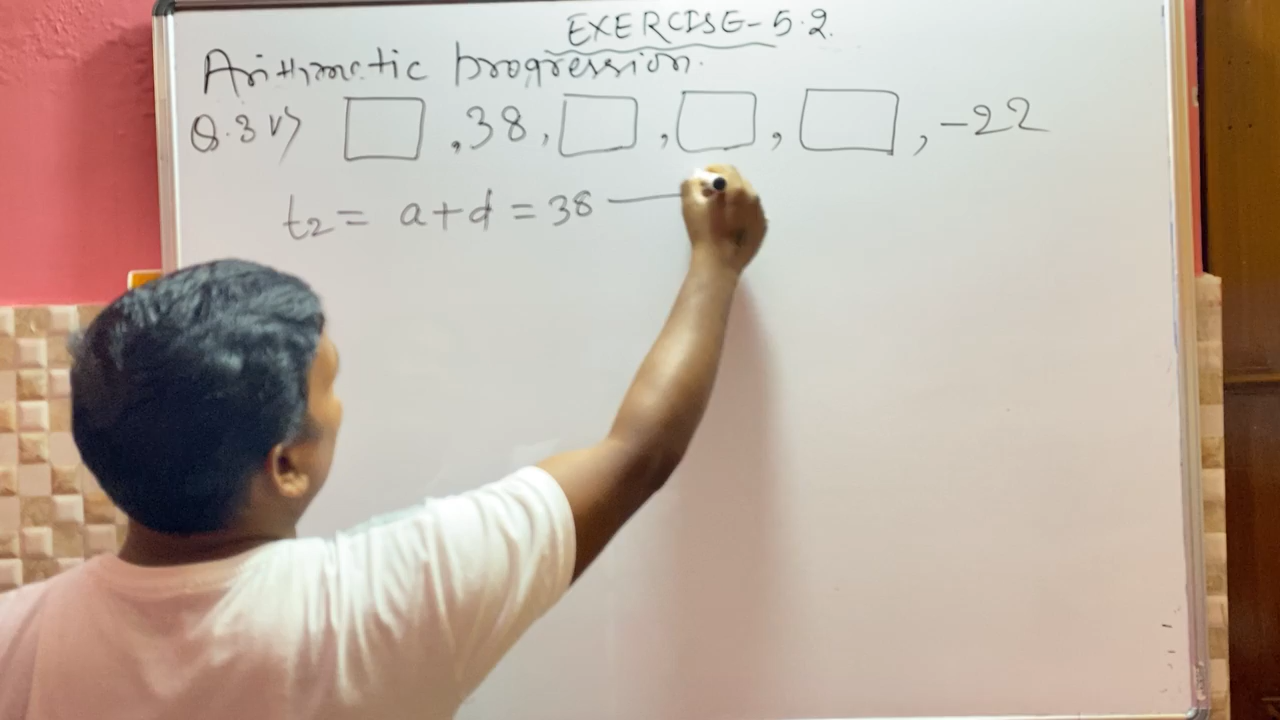 EXERCISE-5.2.
Arithmetic progression.
Q.3 v) □ ,38, □ , □ , □ , -22
t₂ = a+d = 38 —